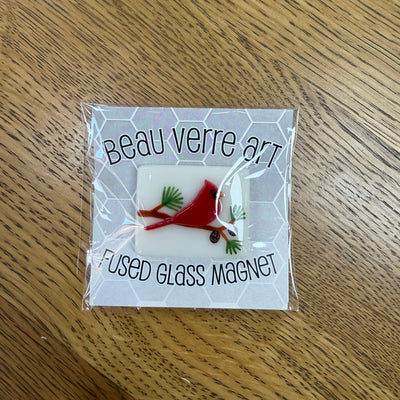 Beau Verre Art
Fused Glass Magnet